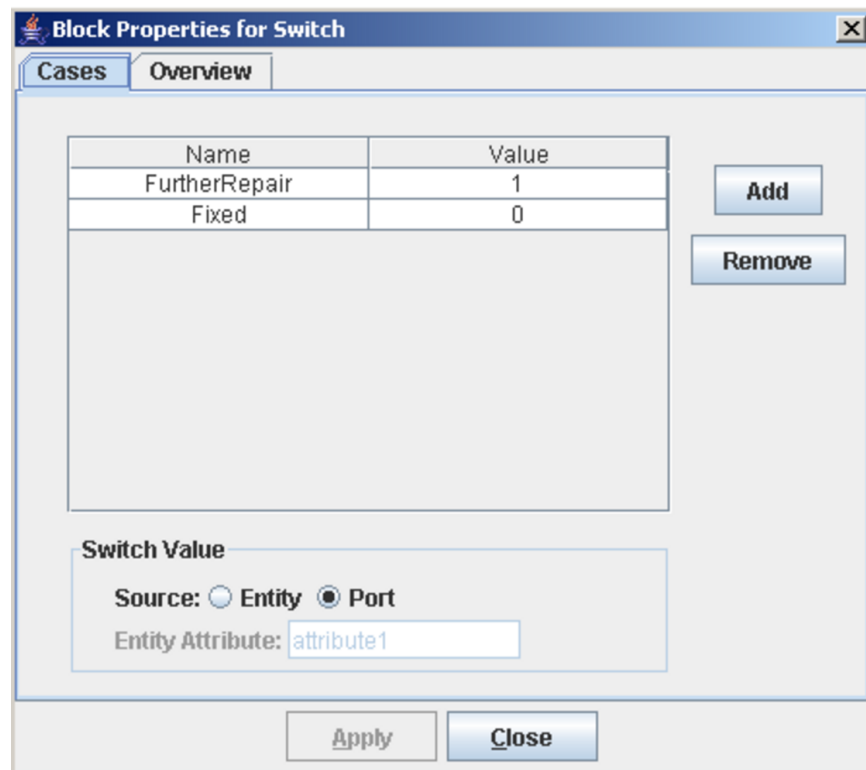 Block Properties for Switch
Cases Overview
Name Value
FurtherRepair 1
Fixed 0
Add
Remove
Switch Value
Source: Entity Port
Entity Attribute: attribute1
Apply Close